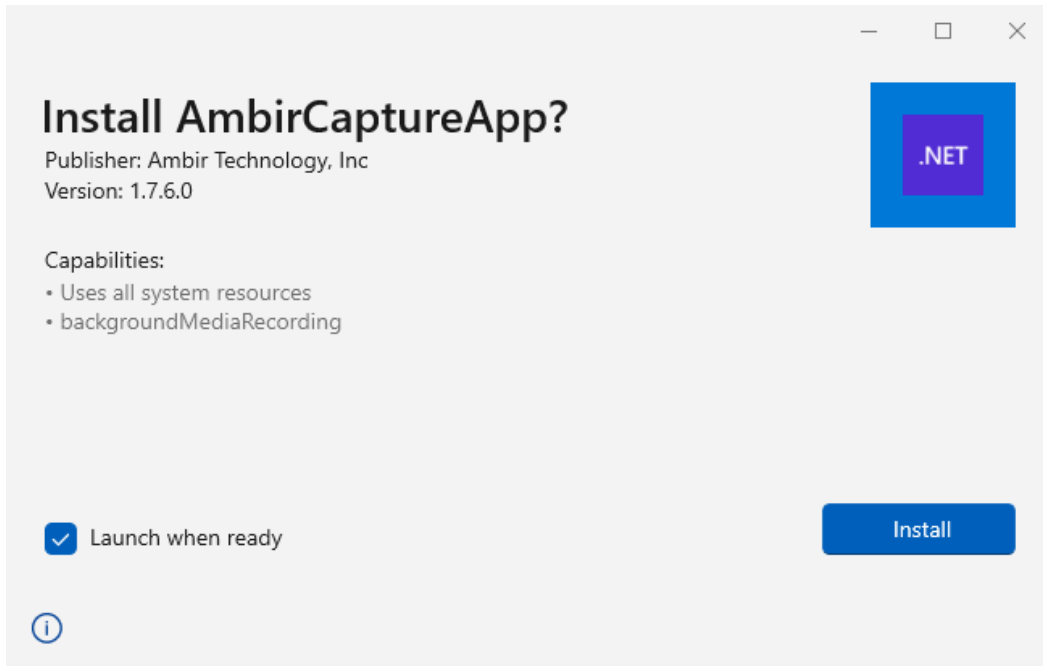 Install AmbirCaptureApp?
.NET
Publisher: Ambir Technology, Inc
Version: 1.7.6.0
Capabilities:
• Uses all system resources
• backgroundMediaRecording
Launch when ready
Install